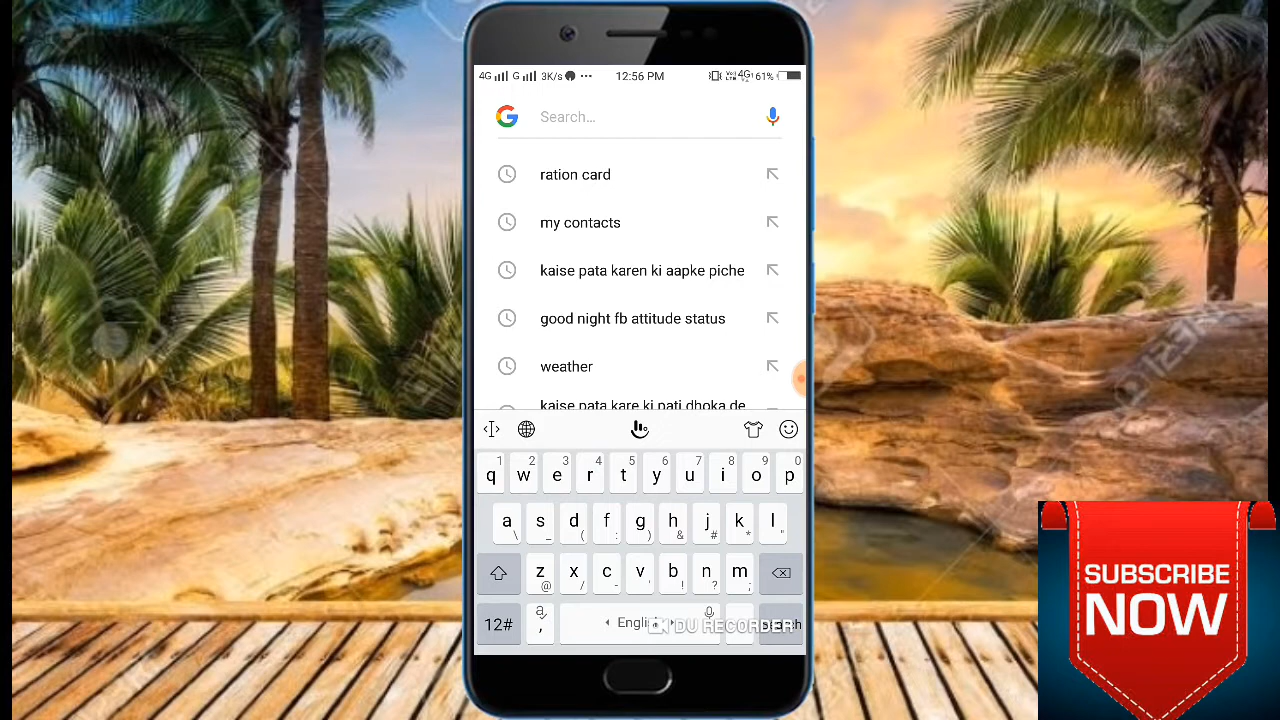 4G G 3K/s ... 12:56 PM 4G 61%
Search...
ration card
my contacts
kaise pata karen ki aapke piche
good night fb attitude status
weather
kaise pata kare ki pati dhoka de
1 2 3 4 5 6 7 8 9 0
q w e r t y u i o p
a s d f g h j k l
\ _ ( : ) & # * "
z x c v b n m
@ / - ' ! ? ;
12# a , English
DU RECORDER
SUBSCRIBE
NOW